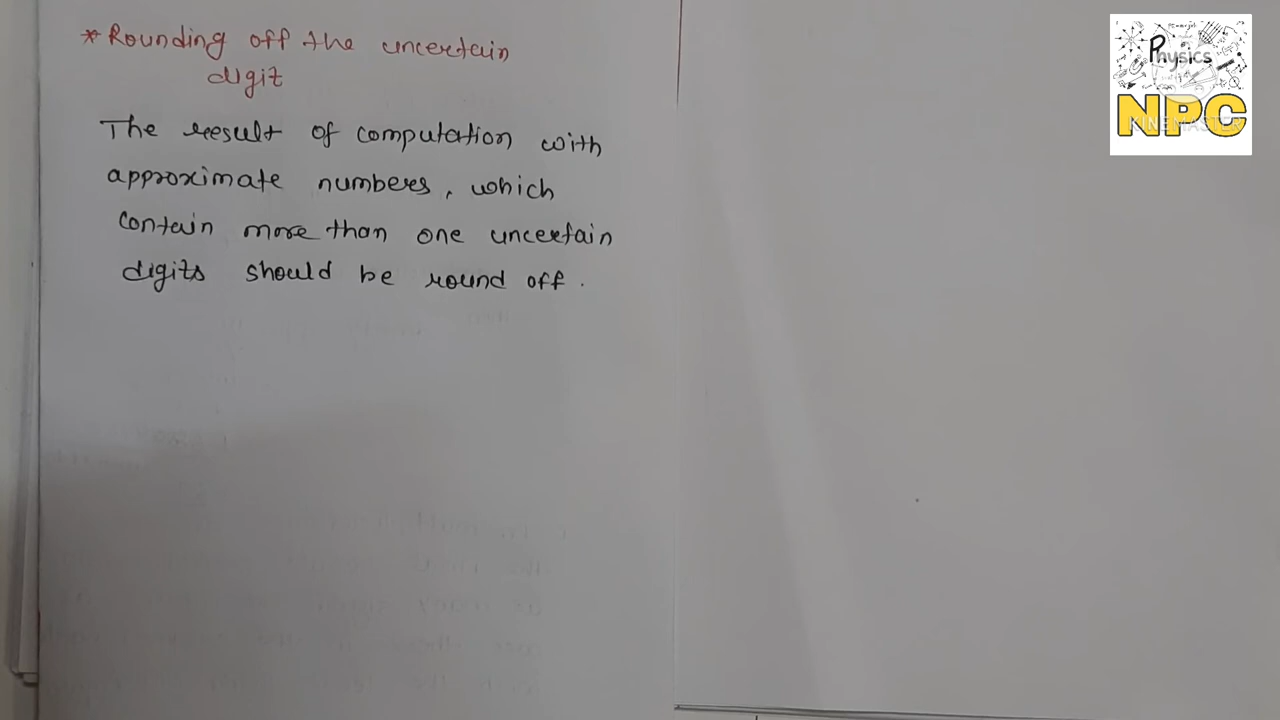 * Rounding off the uncertain
digit
The result of computation with
approximate numbers, which
contain more than one uncertain
digits should be round off.
Physics
NPC
KINEMASTER